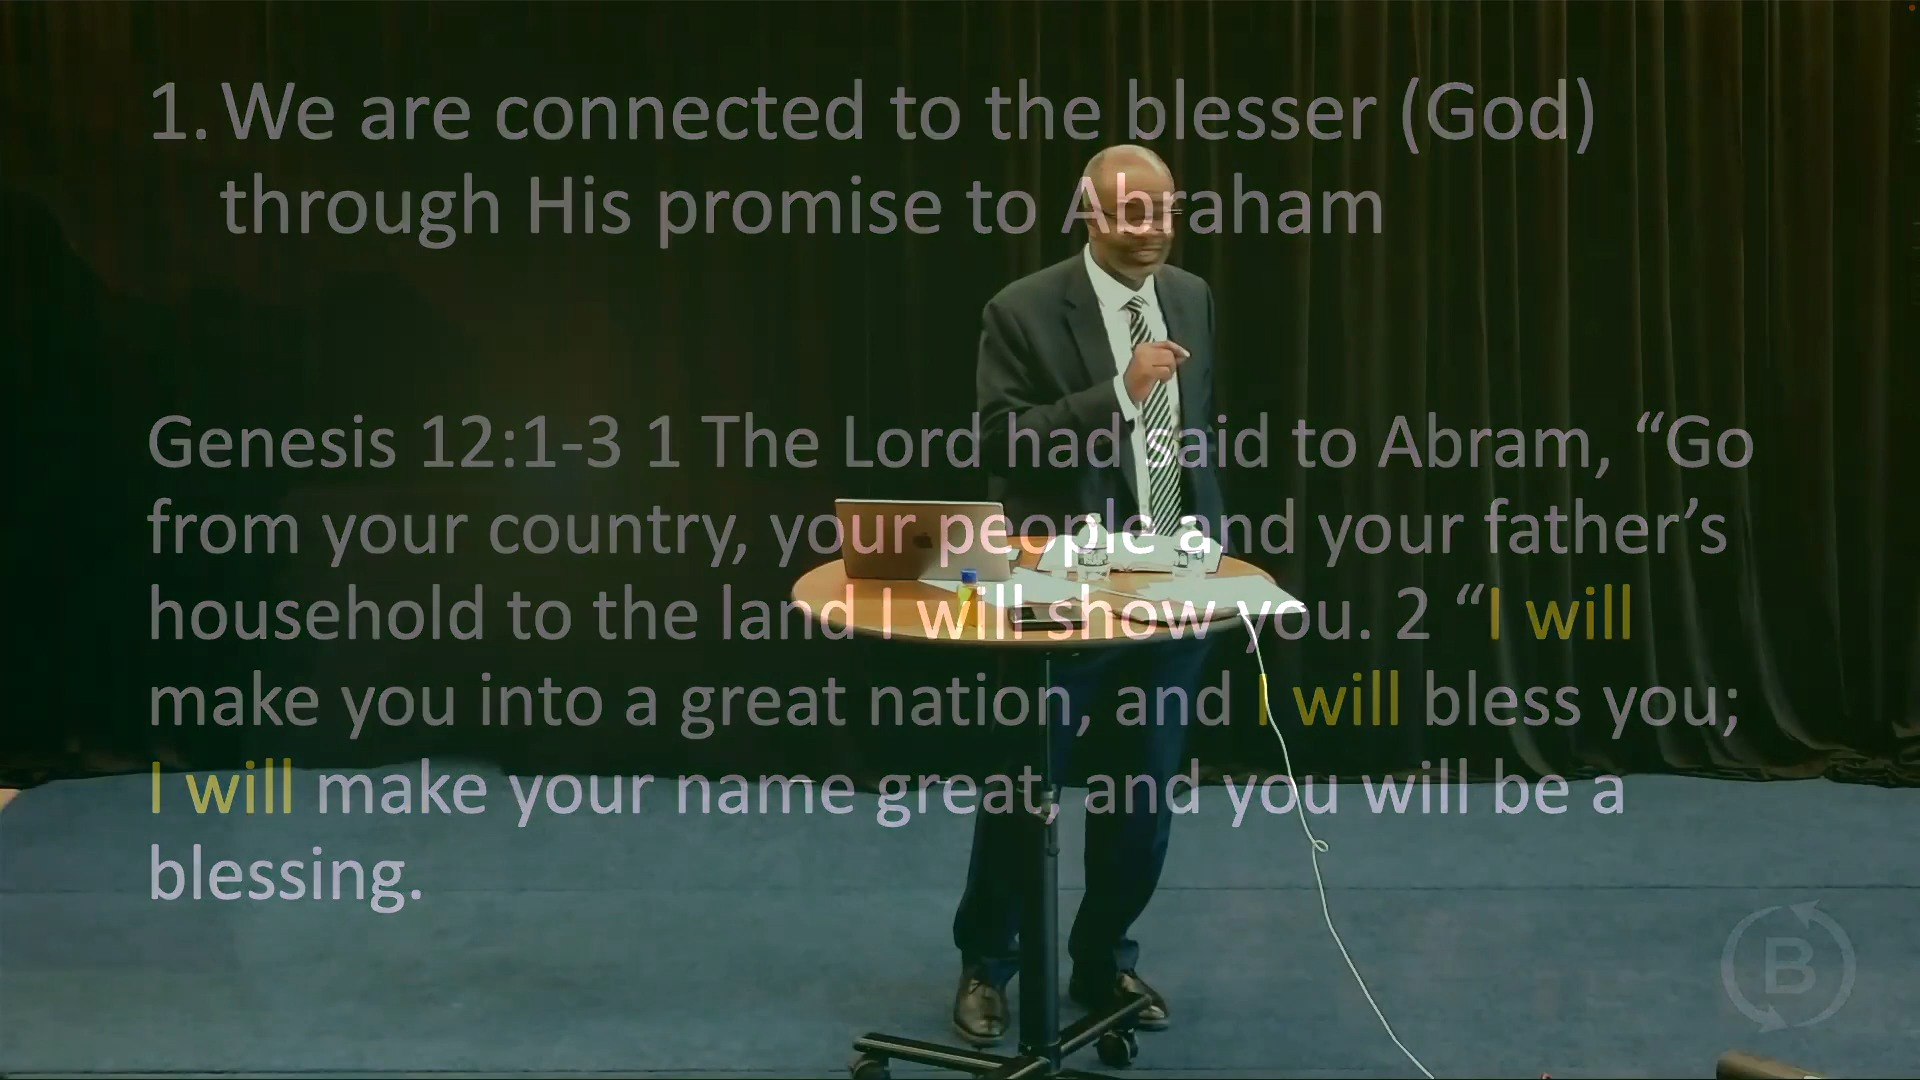 1. We are connected to the blesser (God)
through His promise to Abraham
Genesis 12:1-3 1 The Lord had said to Abram, “Go
from your country, your people and your father’s
household to the land I will show you. 2 “I will
make you into a great nation, and I will bless you;
I will make your name great, and you will be a
blessing.
B